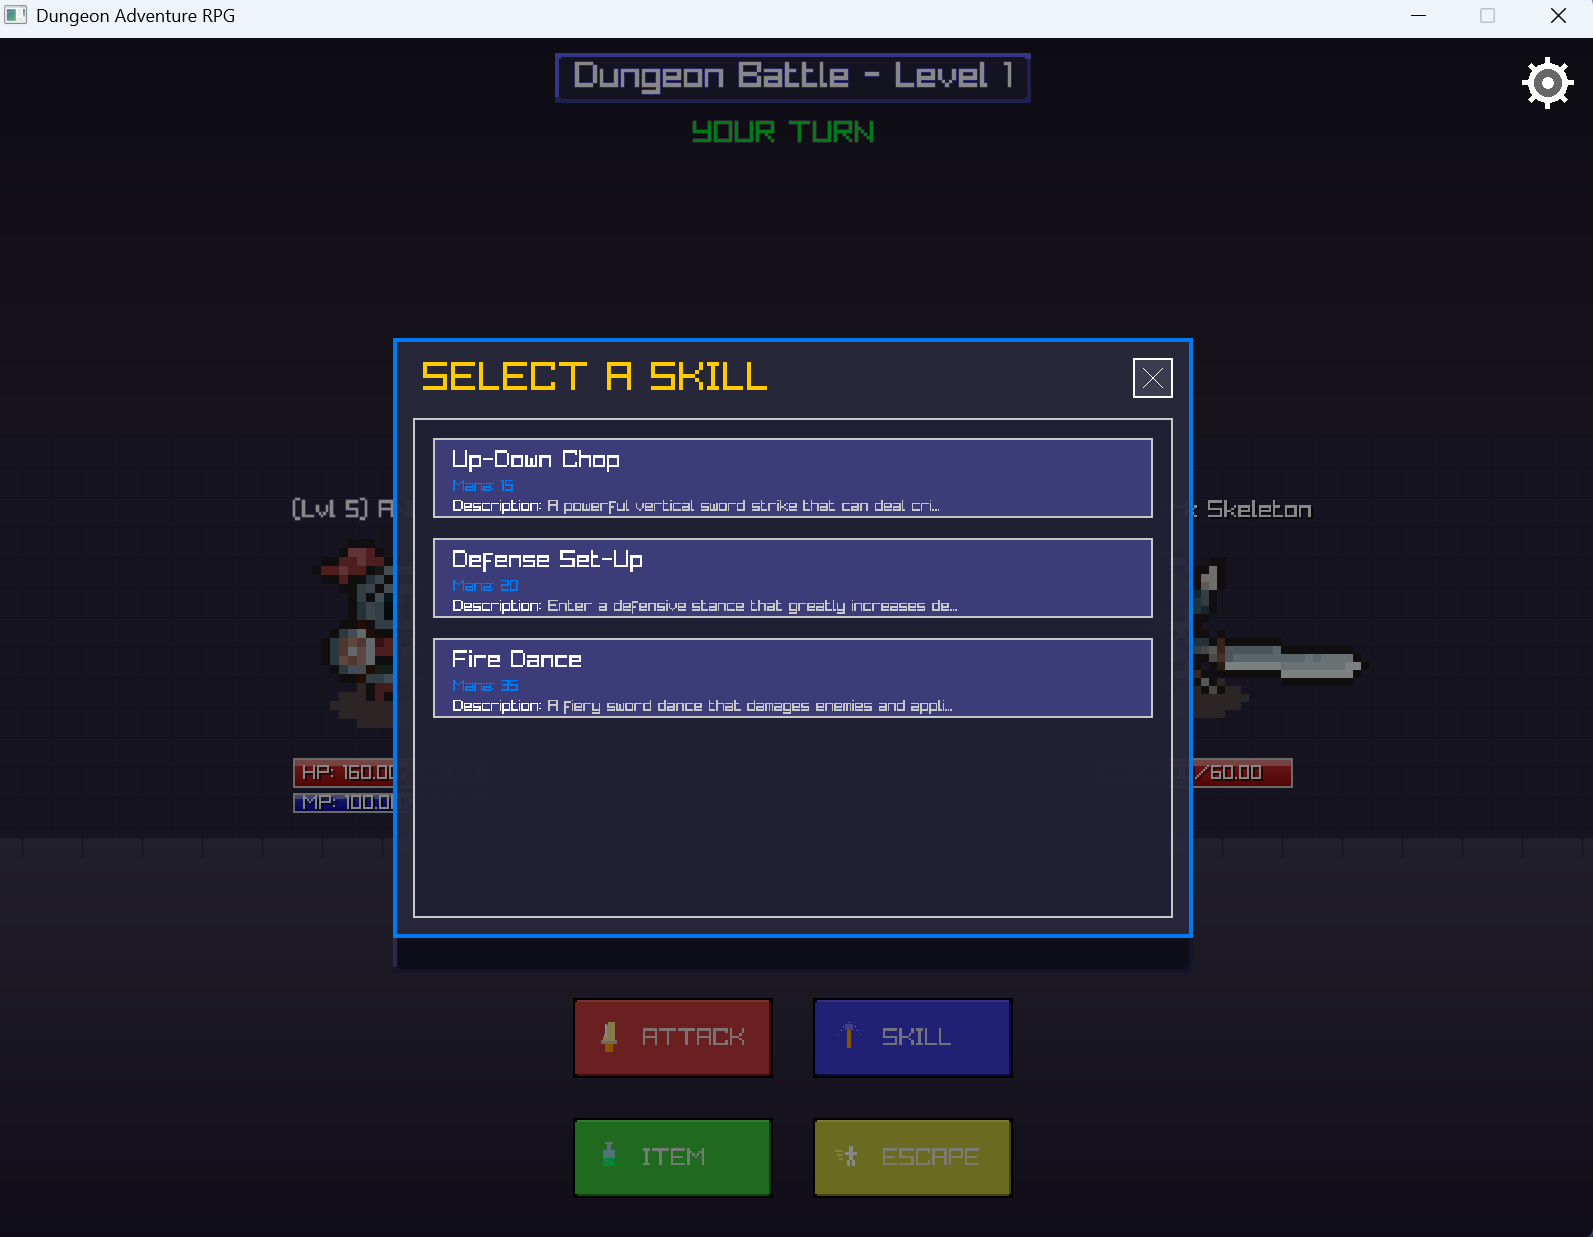 Dungeon Adventure RPG
Dungeon Battle - Level 1
YOUR TURN
SELECT A SKILL
Up-Down Chop
Mana: 15
Description: A powerful vertical sword strike that can deal cri...
(Lvl 5) A
Skeleton
Defense Set-Up
Mana: 20
Description: Enter a defensive stance that greatly increases de...
Fire Dance
Mana: 35
Description: A fiery sword dance that damages enemies and appli...
HP: 160.00
/60.00
MP: 100.00
ATTACK
SKILL
ITEM
ESCAPE